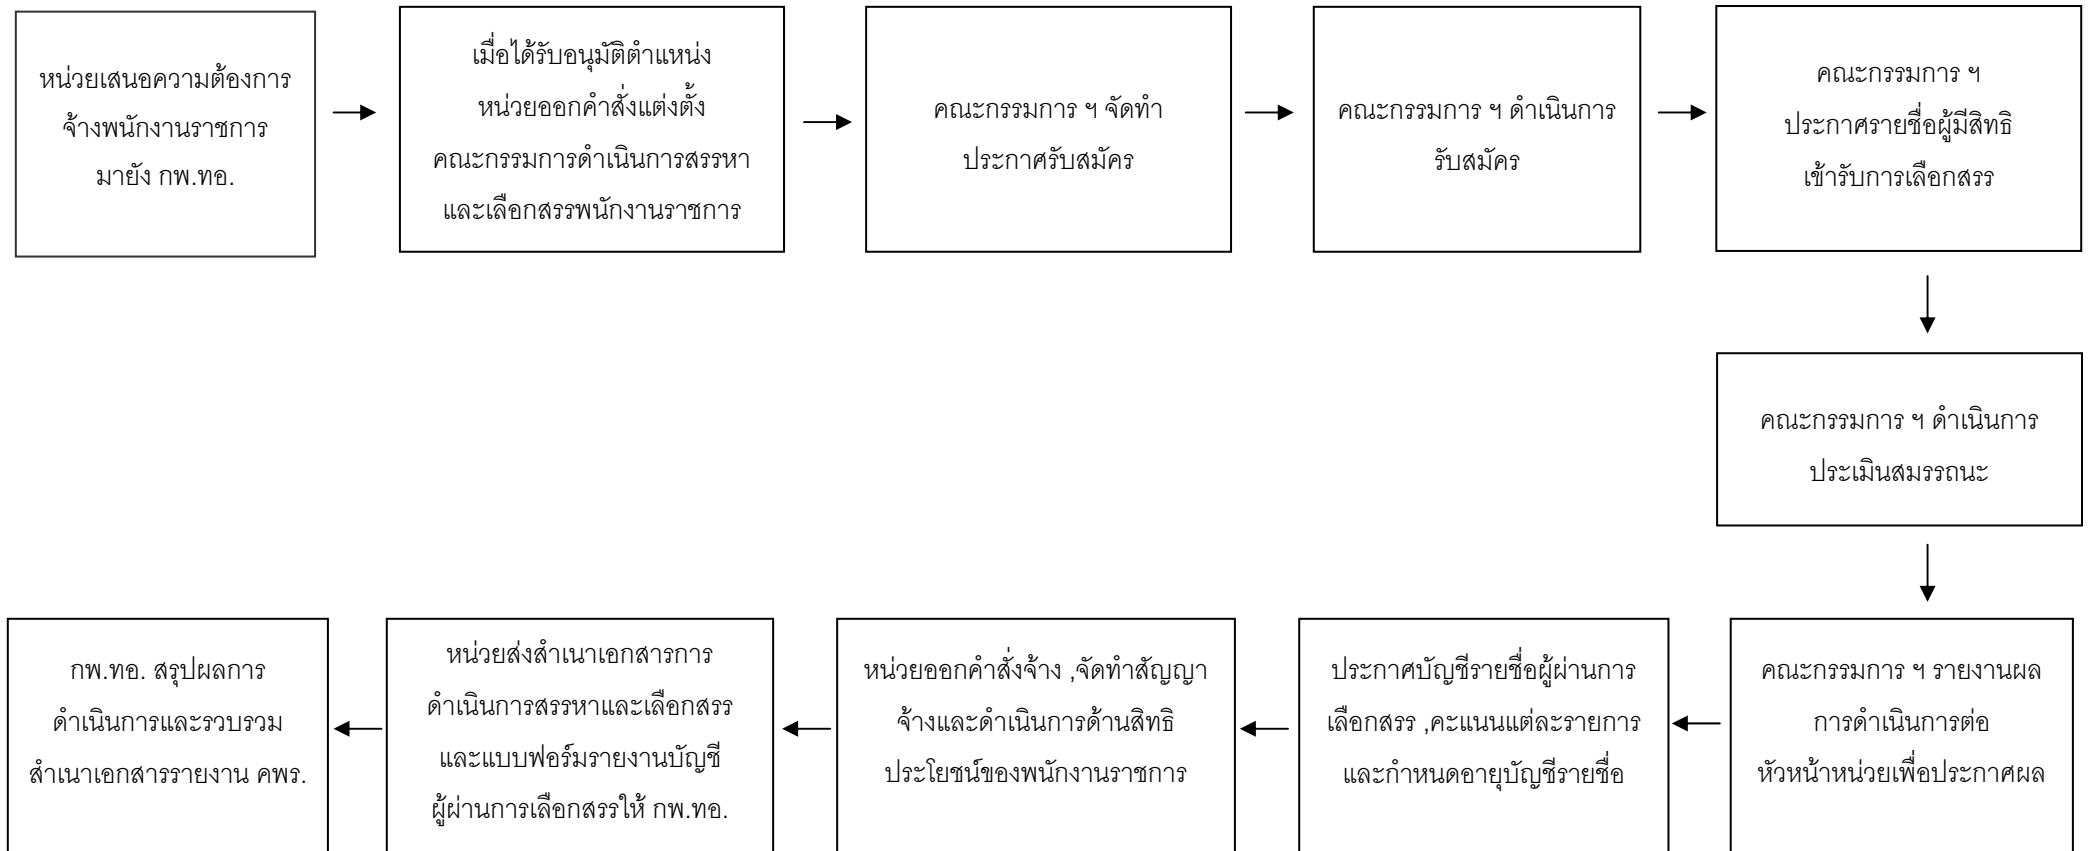 หน่วยเสนอความต้องการ
จ้างพนักงานราชการ
มายัง กพ.ทอ.
เมื่อได้รับอนุมัติตำแหน่ง
หน่วยออกคำสั่งแต่งตั้ง
คณะกรรมการดำเนินการสรรหา
และเลือกสรรพนักงานราชการ
คณะกรรมการ ฯ จัดทำ
ประกาศรับสมัคร
คณะกรรมการ ฯ ดำเนินการ
รับสมัคร
คณะกรรมการ ฯ
ประกาศรายชื่อผู้มีสิทธิ
เข้ารับการเลือกสรร
คณะกรรมการ ฯ ดำเนินการ
ประเมินสมรรถนะ
คณะกรรมการ ฯ รายงานผล
การดำเนินการต่อ
หัวหน้าหน่วยเพื่อประกาศผล
ประกาศบัญชีรายชื่อผู้ผ่านการ
เลือกสรร ,คะแนนแต่ละรายการ
และกำหนดอายุบัญชีรายชื่อ
หน่วยออกคำสั่งจ้าง ,จัดทำสัญญา
จ้างและดำเนินการด้านสิทธิ
ประโยชน์ของพนักงานราชการ
หน่วยส่งสำเนาเอกสารการ
ดำเนินการสรรหาและเลือกสรร
และแบบฟอร์มรายงานบัญชี
ผู้ผ่านการเลือกสรรให้ กพ.ทอ.
กพ.ทอ. สรุปผลการ
ดำเนินการและรวบรวม
สำเนาเอกสารรายงาน คพร.